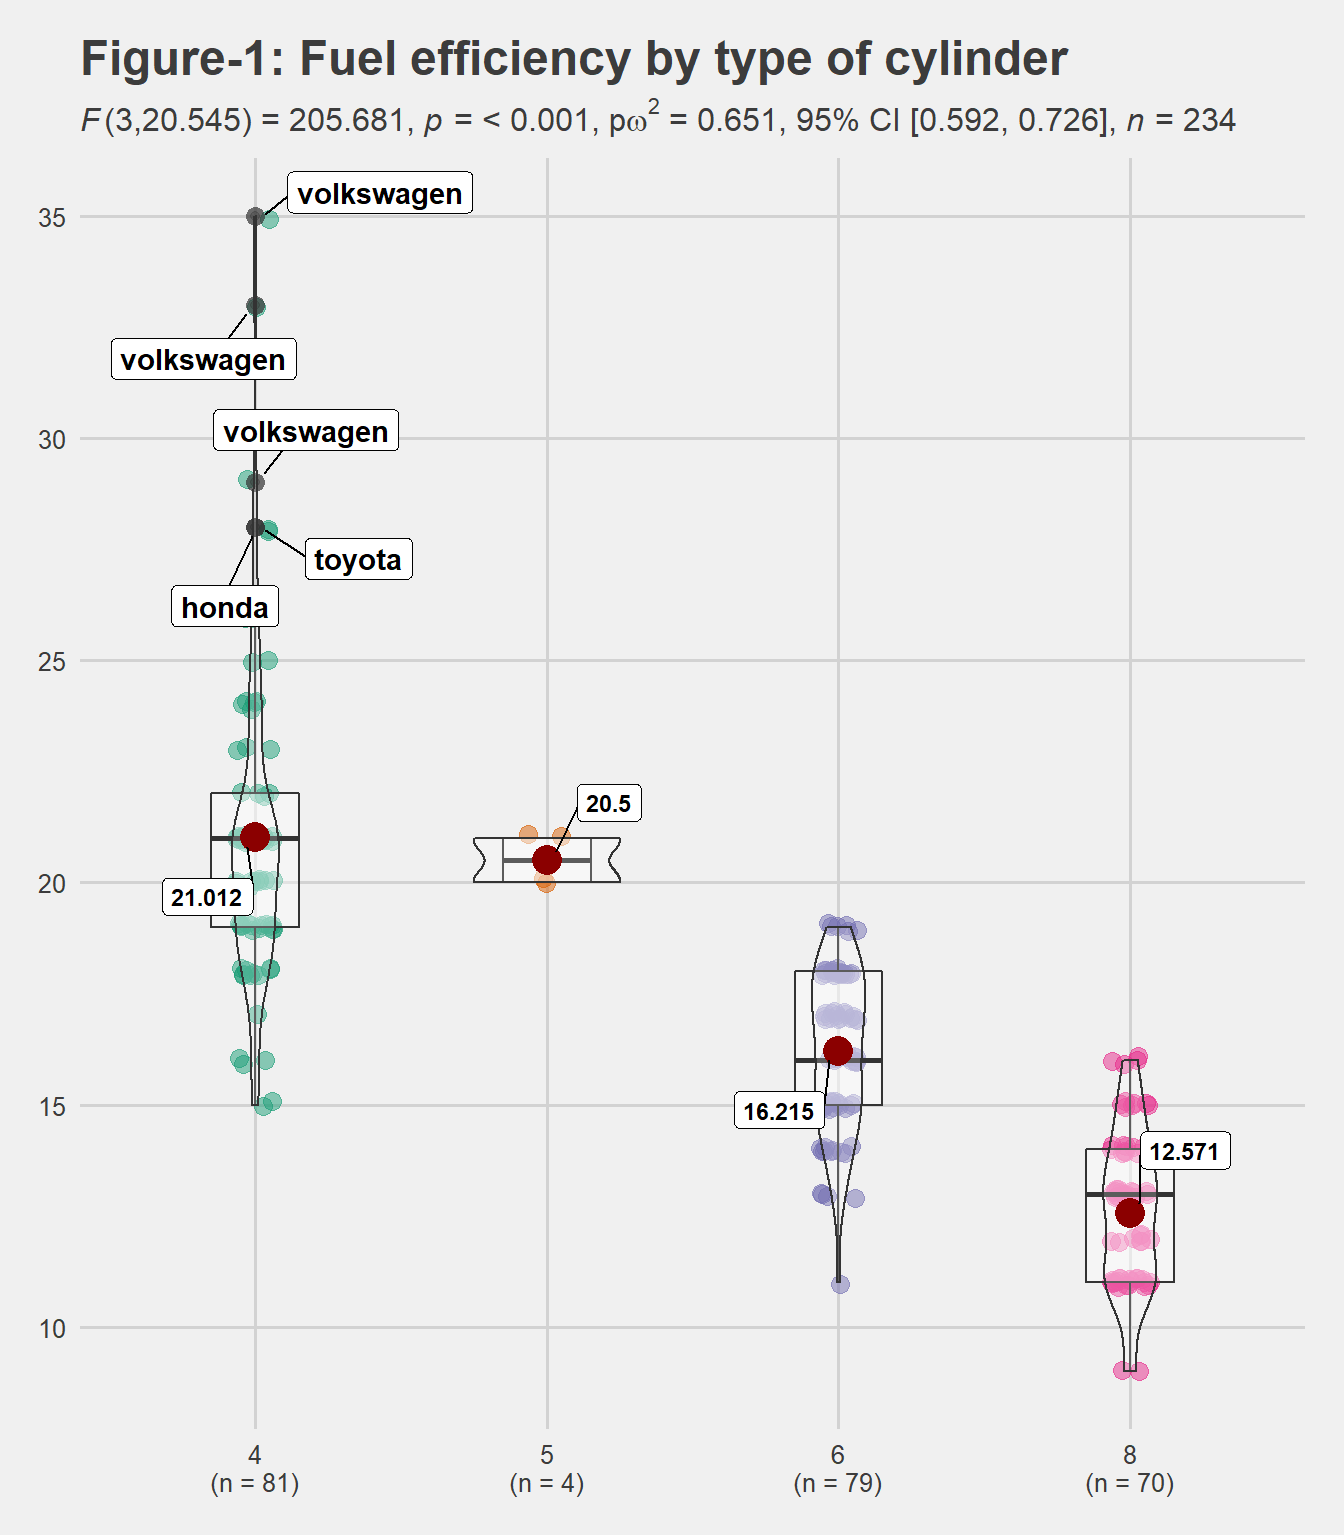 Figure-1: Fuel efficiency by type of cylinder
F(3,20.545) = 205.681, p = < 0.001, pω² = 0.651, 95% CI [0.592, 0.726], n = 234
volkswagen
35
volkswagen
volkswagen
30
toyota
honda
25
20.5
20
21.012
15
16.215
12.571
10
4
(n = 81)
5
(n = 4)
6
(n = 79)
8
(n = 70)